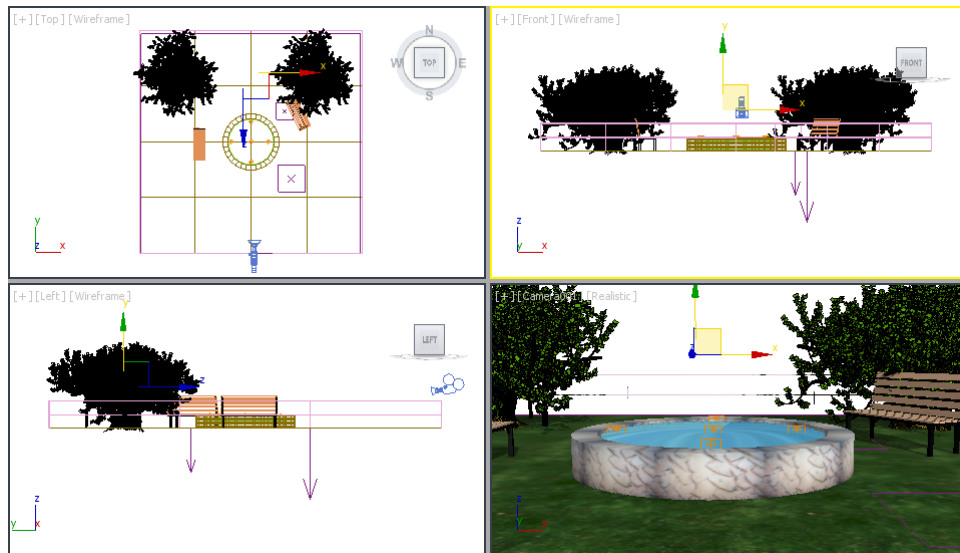 [+] [Top] [Wireframe]
N
W
TOP
E
S
x
z
y
z
x
[+] [Front] [Wireframe]
FRONT
y
x
z
y
x
[+] [Left] [Wireframe]
y
LEFT
z
z
y
x
[+] [Camera001] [Realistic]
z
x
z
y
x